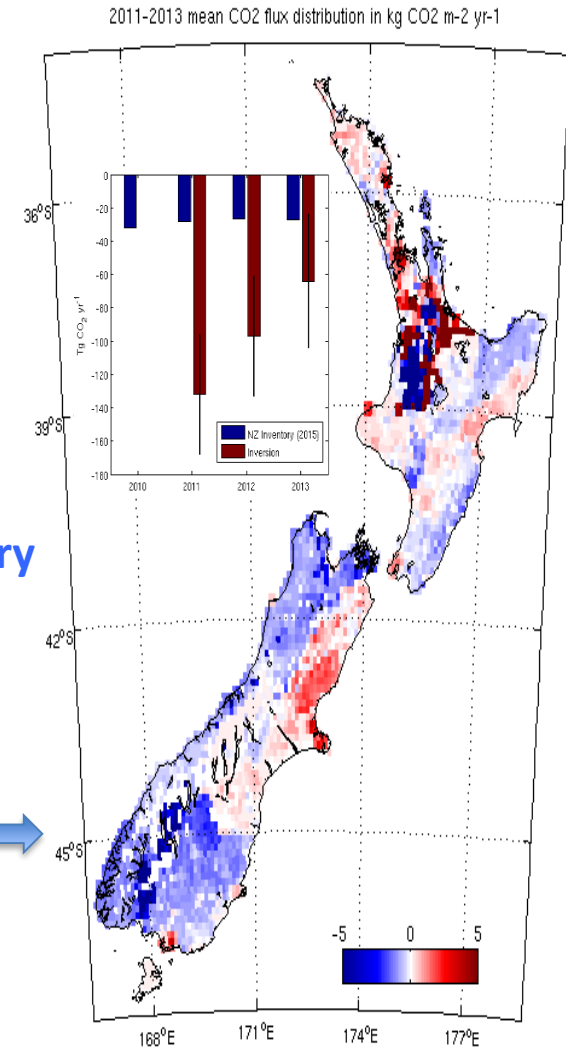 2011-2013 mean CO2 flux distribution in kg CO2 m-2 yr-1
0
-20
-40
-60
-80
-100
-120
-140
-160
-180
Tg CO2 yr-1
2010 2011 2012 2013
NZ Inventory (2015)
Inversion
36°S
39°S
ry
42°S
45°S
-5 0 5
168°E 171°E 174°E 177°E